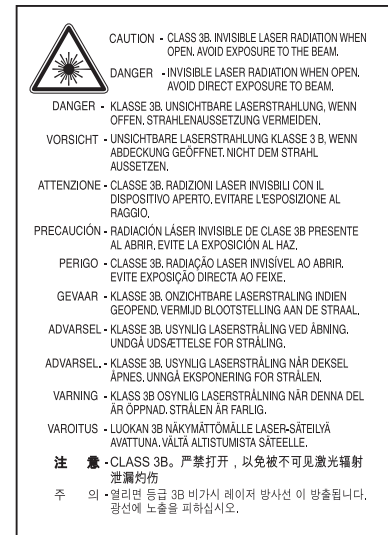 CAUTION - CLASS 3B. INVISIBLE LASER RADIATION WHEN
OPEN. AVOID EXPOSURE TO THE BEAM.
DANGER - INVISIBLE LASER RADIATION WHEN OPEN.
AVOID DIRECT EXPOSURE TO BEAM.
DANGER - KLASSE 3B. UNSICHTBARE LASERSTRAHLUNG, WENN
OFFEN. STRAHLENAUSSETZUNG VERMEIDEN.
VORSICHT - UNSICHTBARE LASERSTRAHLUNG KLASSE 3 B, WENN
ABDECKUNG GEÖFFNET. NICHT DEM STRAHL
AUSSETZEN.
ATTENZIONE - CLASSE 3B. RADIZIONI LASER INVISBILI CON IL
DISPOSITIVO APERTO. EVITARE L'ESPOSIZIONE AL
RAGGIO.
PRECAUCIÓN - RADIACIÓN LÁSER INVISIBLE DE CLASE 3B PRESENTE
AL ABRIR. EVITE LA EXPOSICIÓN AL HAZ.
PERIGO - CLASSE 3B. RADIAÇÃO LASER INVISÍVEL AO ABRIR.
EVITE EXPOSIÇÃO DIRECTA AO FEIXE.
GEVAAR - KLASSE 3B. ONZICHTBARE LASERSTRALING INDIEN
GEOPEND. VERMIJD BLOOTSTELLING AAN DE STRAAL.
ADVARSEL - KLASSE 3B. USYNLIG LASERSTRÅLING VED ÅBNING.
UNDGÅ UDSÆTTELSE FOR STRÅLING.
ADVARSEL. - KLASSE 3B. USYNLIG LASERSTRÅLING NÅR DEKSEL
ÅPNES. UNNGÅ EKSPONERING FOR STRÅLEN.
VARNING - KLASS 3B OSYNLIG LASERSTRÅLNING NÄR DENNA DEL
ÄR ÖPPNAD. STRÅLEN ÄR FARLIG.
VAROITUS - LUOKAN 3B NÄKYMÄTTÖMÄLLE LASER-SÄTEILYÄ
AVATTUNA. VÄLTÄ ALTISTUMISTA SÄTEELLE.
注 意 - CLASS 3B。严禁打开，以免被不可见激光辐射
泄漏灼伤
주 의 - 열리면 등급 3B 비가시 레이저 방사선 이 방출됩니다.
광선에 노출을 피하십시오.